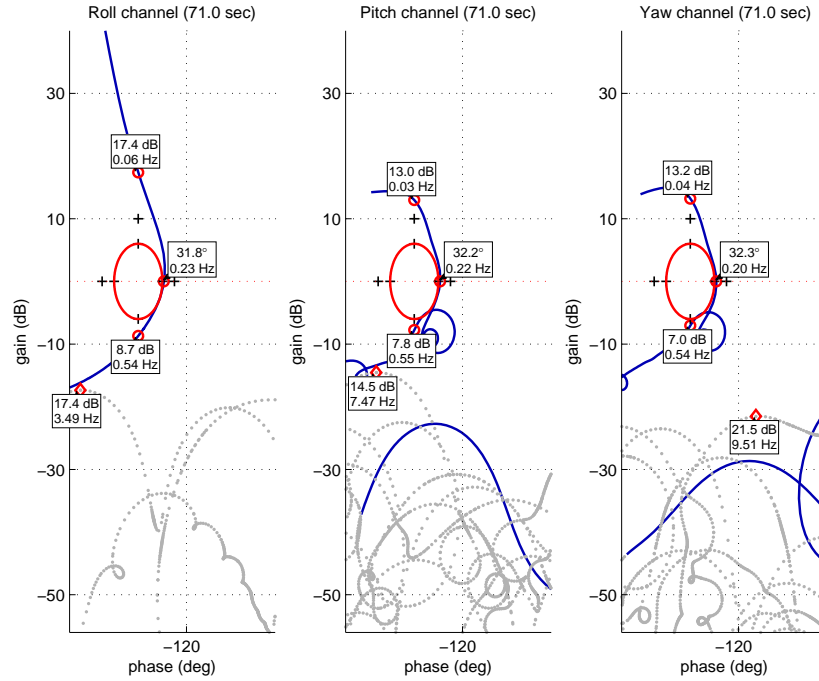 Roll channel (71.0 sec)
Pitch channel (71.0 sec)
Yaw channel (71.0 sec)
gain (dB)
30
10
−10
−30
−50
17.4 dB
0.06 Hz
31.8°
0.23 Hz
8.7 dB
0.54 Hz
17.4 dB
3.49 Hz
−120
phase (deg)
gain (dB)
30
10
−10
−30
−50
13.0 dB
0.03 Hz
32.2°
0.22 Hz
7.8 dB
0.55 Hz
14.5 dB
7.47 Hz
−120
phase (deg)
gain (dB)
30
10
−10
−30
−50
13.2 dB
0.04 Hz
32.3°
0.20 Hz
7.0 dB
0.54 Hz
21.5 dB
9.51 Hz
−120
phase (deg)